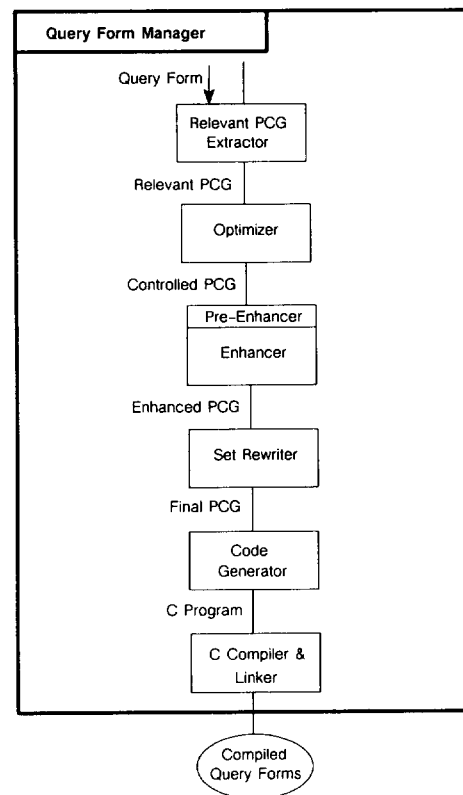 Query Form Manager
Query Form
Relevant PCG
Extractor
Relevant PCG
Optimizer
Controlled PCG
Pre-Enhancer
Enhancer
Enhanced PCG
Set Rewriter
Final PCG
Code
Generator
C Program
C Compiler &
Linker
Compiled
Query Forms